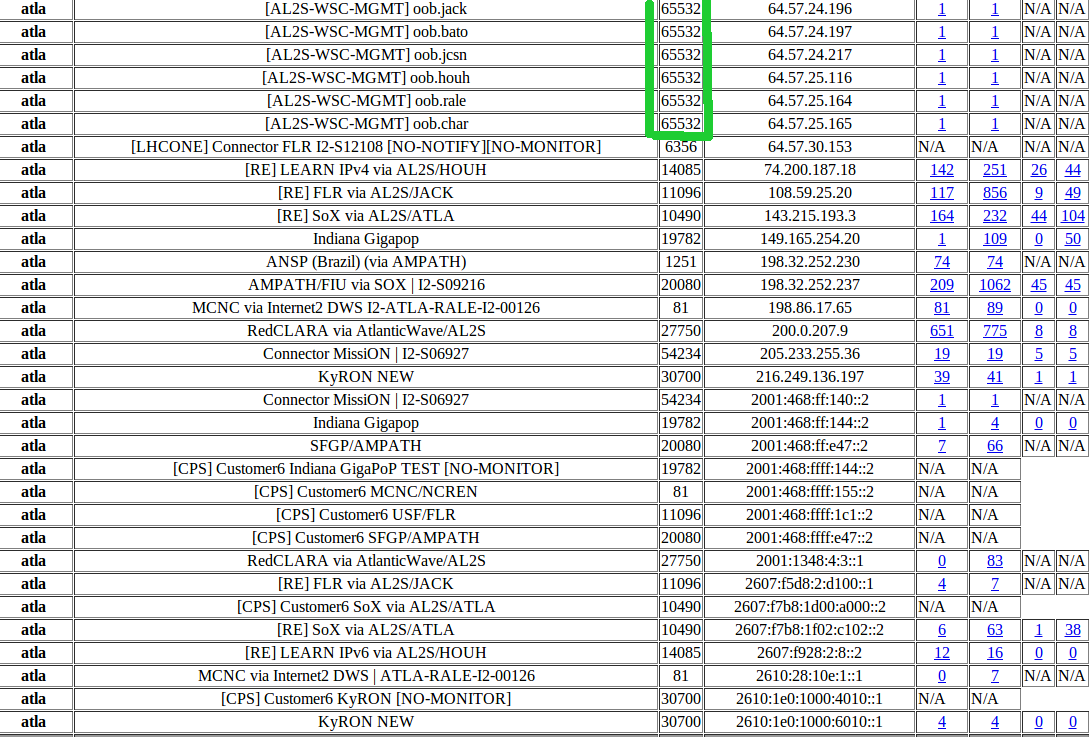 atla [AL2S-WSC-MGMT] oob.jack 65532 64.57.24.196 1 1 N/A N/A
atla [AL2S-WSC-MGMT] oob.bato 65532 64.57.24.197 1 1 N/A N/A
atla [AL2S-WSC-MGMT] oob.jcsn 65532 64.57.24.217 1 1 N/A N/A
atla [AL2S-WSC-MGMT] oob.houh 65532 64.57.25.116 1 1 N/A N/A
atla [AL2S-WSC-MGMT] oob.rale 65532 64.57.25.164 1 1 N/A N/A
atla [AL2S-WSC-MGMT] oob.char 65532 64.57.25.165 1 1 N/A N/A
atla [LHCONE] Connector FLR I2-S12108 [NO-NOTIFY][NO-MONITOR] 6356 64.57.30.153 N/A N/A N/A N/A
atla [RE] LEARN IPv4 via AL2S/HOUH 14085 74.200.187.18 142 251 26 44
atla [RE] FLR via AL2S/JACK 11096 108.59.25.20 117 856 9 49
atla [RE] SoX via AL2S/ATLA 10490 143.215.193.3 164 232 44 104
atla Indiana Gigapop 19782 149.165.254.20 1 109 0 50
atla ANSP (Brazil) (via AMPATH) 1251 198.32.252.230 74 74 N/A N/A
atla AMPATH/FIU via SOX | I2-S09216 20080 198.32.252.237 209 1062 45 45
atla MCNC via Internet2 DWS I2-ATLA-RALE-I2-00126 81 198.86.17.65 81 89 0 0
atla RedCLARA via AtlanticWave/AL2S 27750 200.0.207.9 651 775 8 8
atla Connector MissiON | I2-S06927 54234 205.233.255.36 19 19 5 5
atla KyRON NEW 30700 216.249.136.197 39 41 1 1
atla Connector MissiON | I2-S06927 54234 2001:468:ff:140::2 1 1 N/A N/A
atla Indiana Gigapop 19782 2001:468:ff:144::2 1 4 0 0
atla SFGP/AMPATH 20080 2001:468:ff:e47::2 7 66 N/A N/A
atla [CPS] Customer6 Indiana GigaPoP TEST [NO-MONITOR] 19782 2001:468:ffff:144::2 N/A N/A
atla [CPS] Customer6 MCNC/NCREN 81 2001:468:ffff:155::2 N/A N/A
atla [CPS] Customer6 USF/FLR 11096 2001:468:ffff:1c1::2 N/A N/A
atla [CPS] Customer6 SFGP/AMPATH 20080 2001:468:ffff:e47::2 N/A N/A
atla RedCLARA via AtlanticWave/AL2S 27750 2001:1348:4:3::1 0 83 N/A N/A
atla [RE] FLR via AL2S/JACK 11096 2607:f5d8:2:d100::1 4 7 N/A N/A
atla [CPS] Customer6 SoX via AL2S/ATLA 10490 2607:f7b8:1d00:a000::2 N/A N/A
atla [RE] SoX via AL2S/ATLA 10490 2607:f7b8:1f02:c102::2 6 63 1 38
atla [RE] LEARN IPv6 via AL2S/HOUH 14085 2607:f928:2:8::2 12 16 0 0
atla MCNC via Internet2 DWS | ATLA-RALE-I2-00126 81 2610:28:10e:1::1 0 7 N/A N/A
atla [CPS] Customer6 KyRON [NO-MONITOR] 30700 2610:1e0:1000:4010::1 N/A N/A
atla KyRON NEW 30700 2610:1e0:1000:6010::1 4 4 0 0